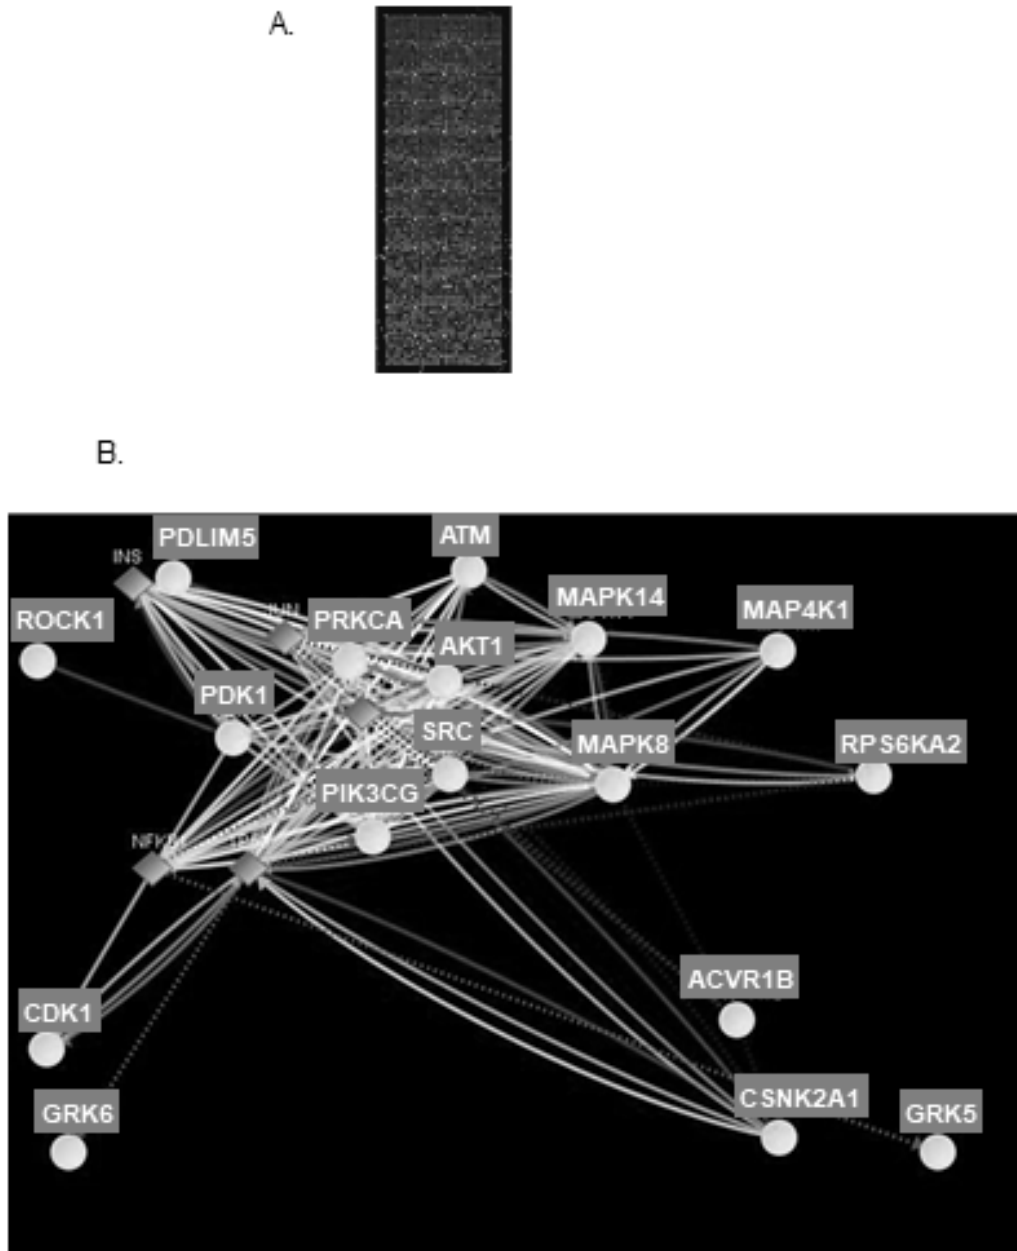 A.
B.
PDLIM5
ATM
INS
MAPK14
MAP4K1
ROCK1
PRKCA
AKT1
PDK1
SRC
MAPK8
RPS6KA2
PIK3CG
ACVR1B
CDK1
CSNK2A1
GRK6
GRK5